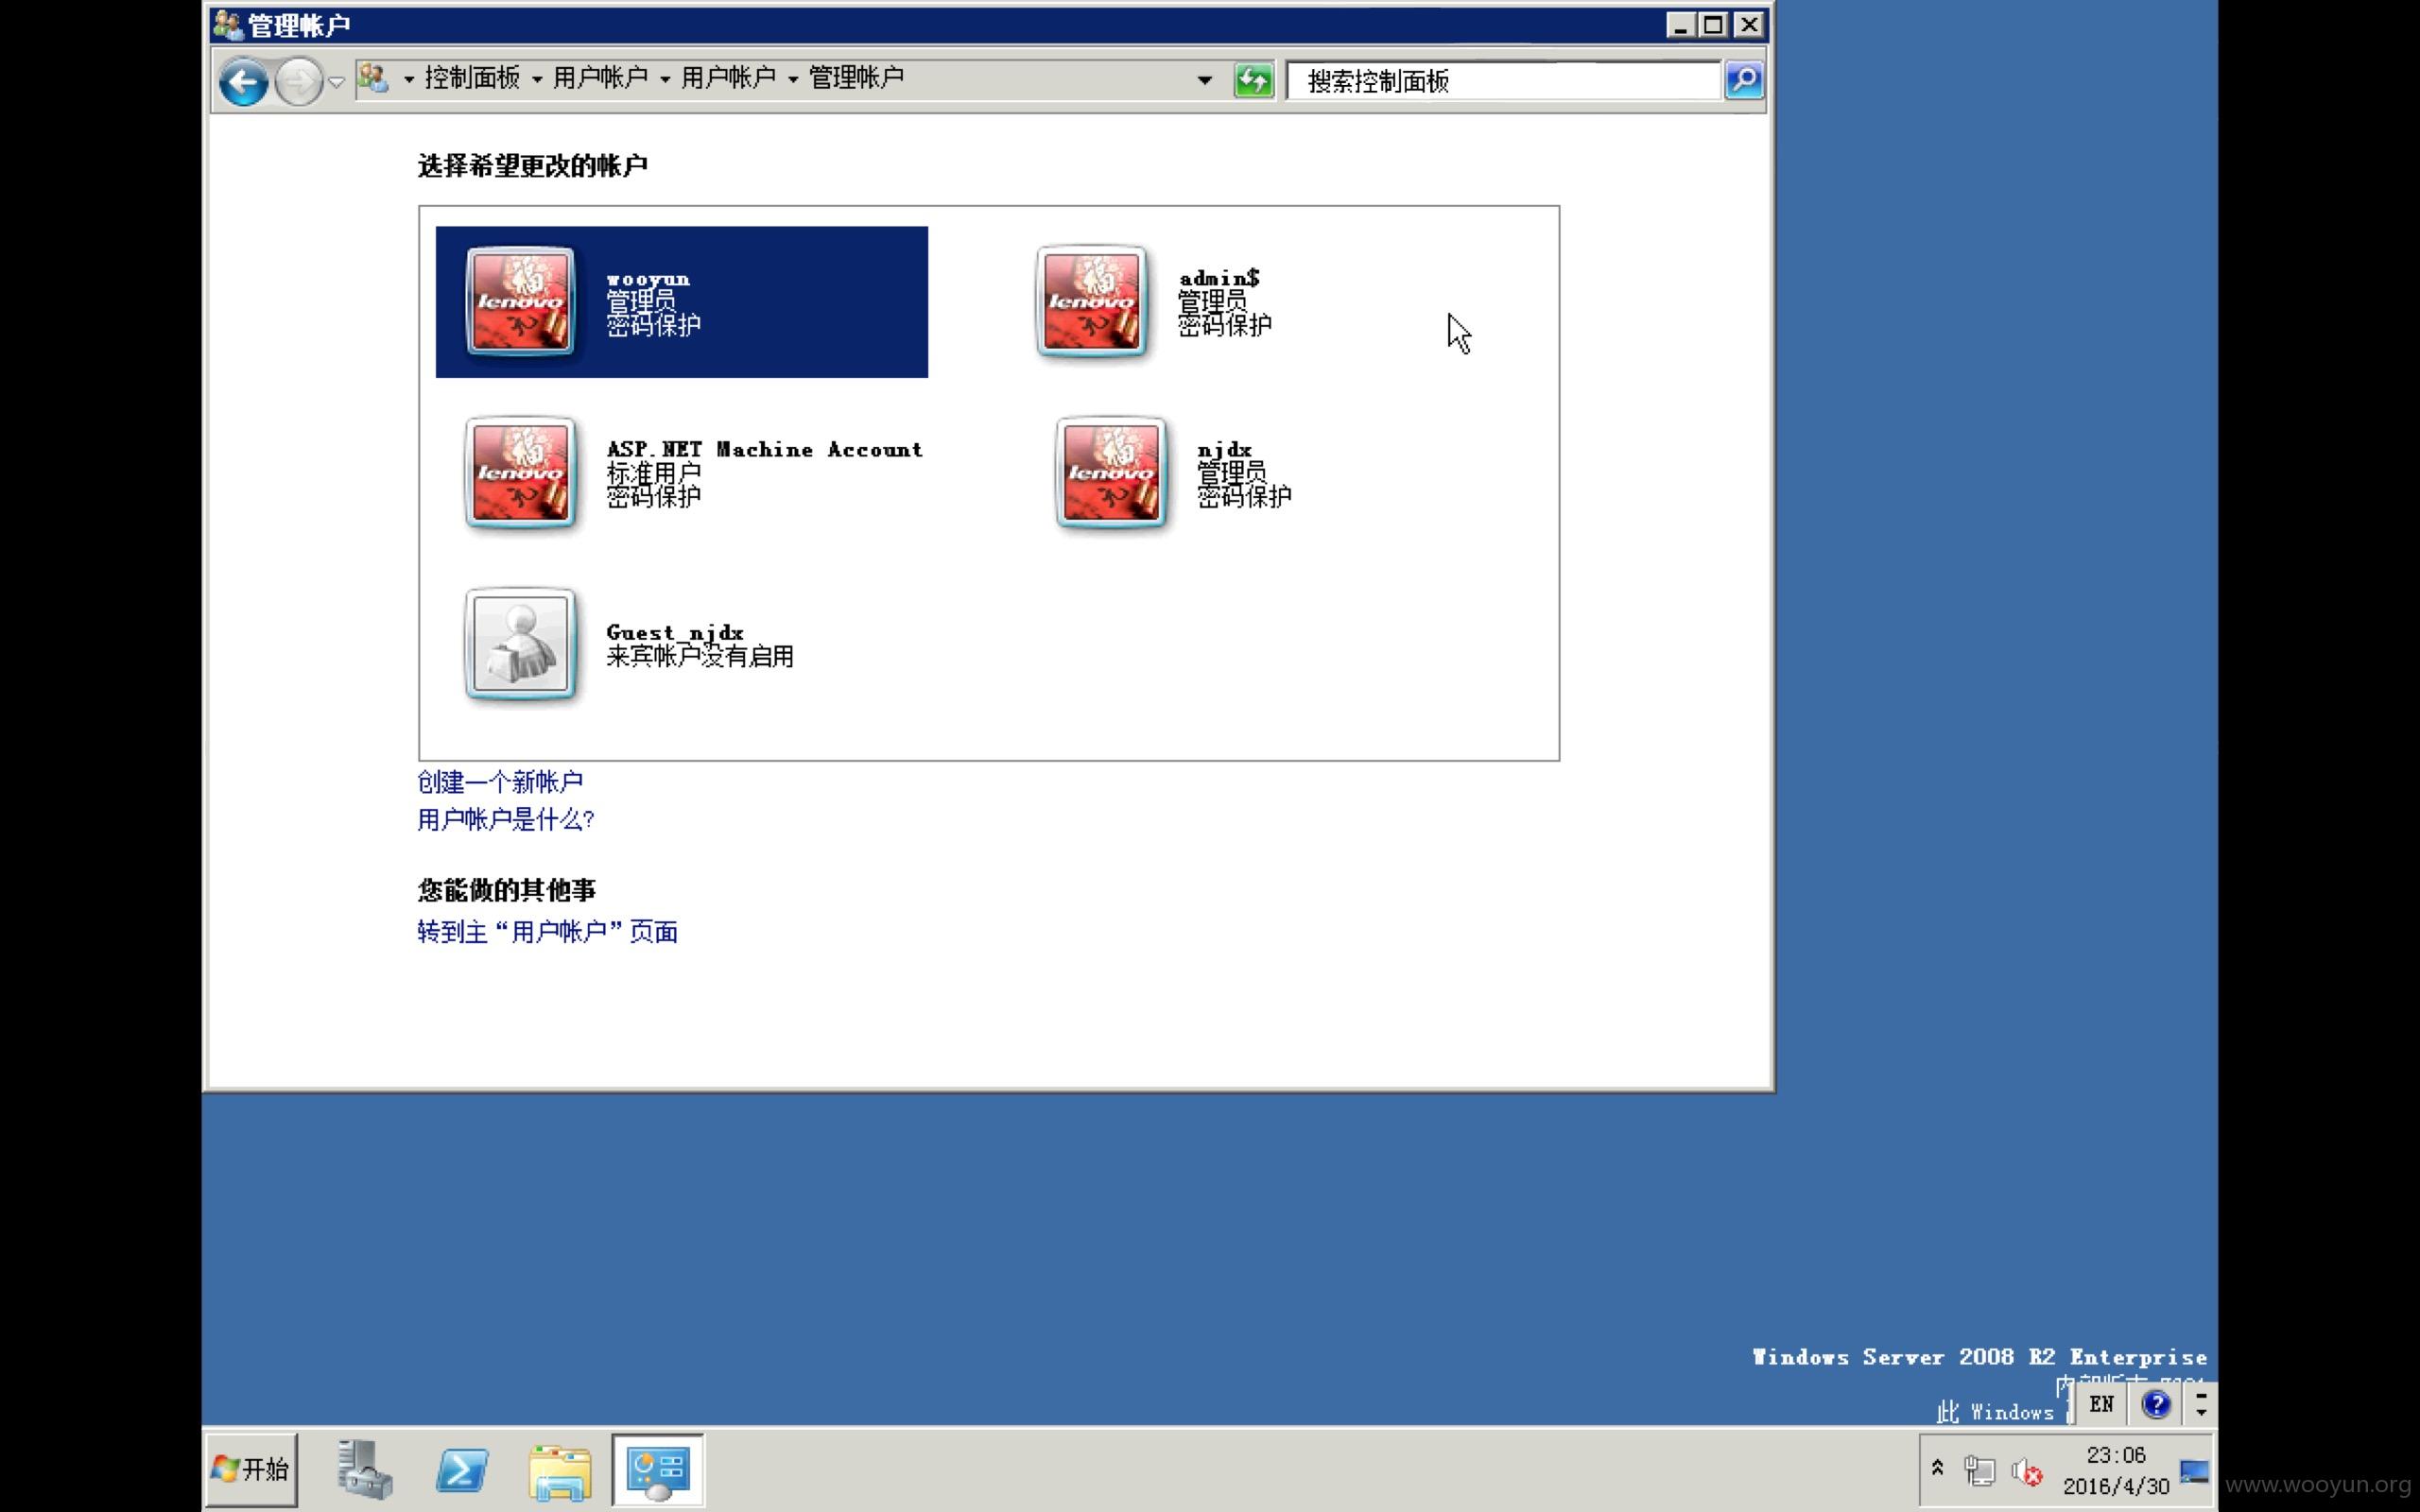 管理帐户
控制面板 用户帐户 用户帐户 管理帐户
搜索控制面板
选择希望更改的帐户
wooyun
管理员
密码保护
admin$
管理员
密码保护
ASP.NET Machine Account
标准用户
密码保护
njdx
管理员
密码保护
Guest_njdx
来宾帐户没有启用
lenovo
lenovo
lenovo
lenovo
创建一个新帐户
用户帐户是什么?
您能做的其他事
转到主“用户帐户”页面
Windows Server 2008 R2 Enterprise
此 Windows
EN
开始
23:06
2016/4/30
www.wooyun.org